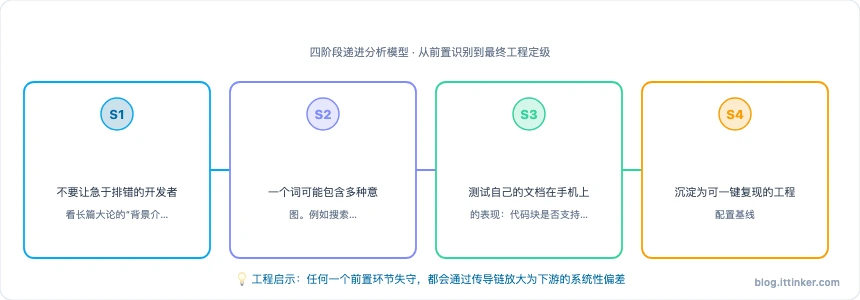 四阶段递进分析模型 · 从前置识别到最终工程定级
S1
不要让急于排错的开发者
看长篇大论的“背景介...
S2
一个词可能包含多种意
图。例如搜索...
S3
测试自己的文档在手机上
的表现：代码块是否支持...
S4
沉淀为可一键复现的工程
配置基线
💡 工程启示：任何一个前置环节失守，都会通过传导链放大为下游的系统性偏差
blog.ittinker.com